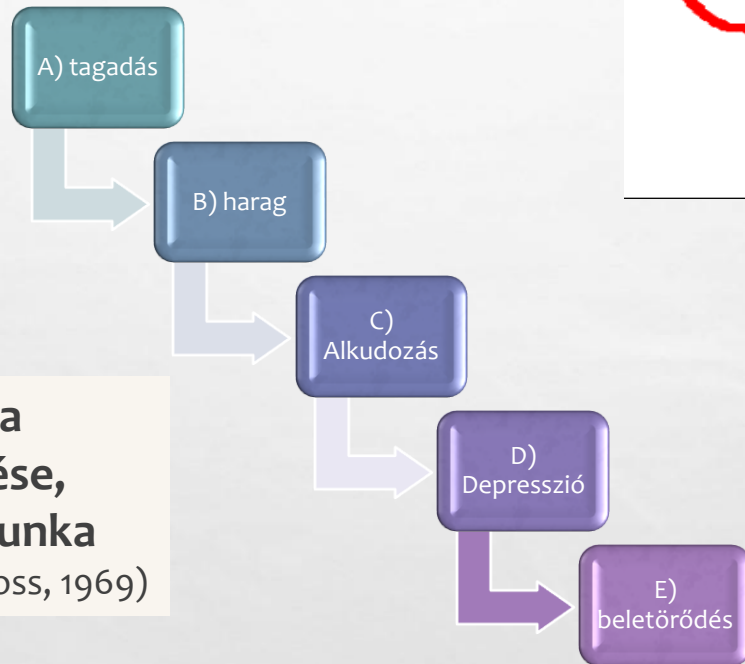 A) tagadás
B) harag
C)
Alkudozás
D)
Depresszió
E)
beletörődés
a
ése,
unka
oss, 1969)